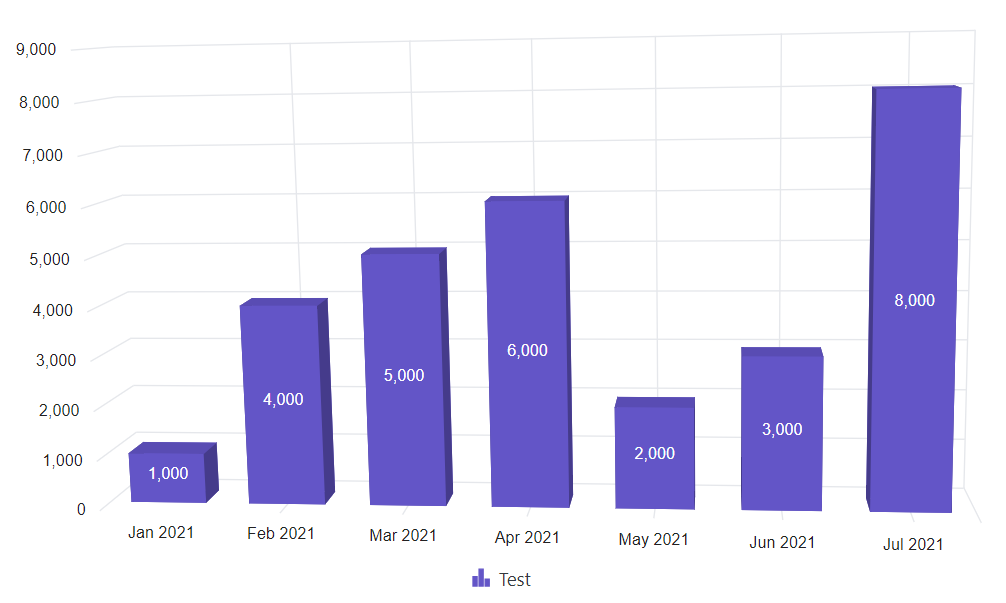 9,000
8,000
7,000
6,000
5,000
4,000
3,000
2,000
1,000
0
1,000
4,000
5,000
6,000
2,000
3,000
8,000
Jan 2021
Feb 2021
Mar 2021
Apr 2021
May 2021
Jun 2021
Jul 2021
Test